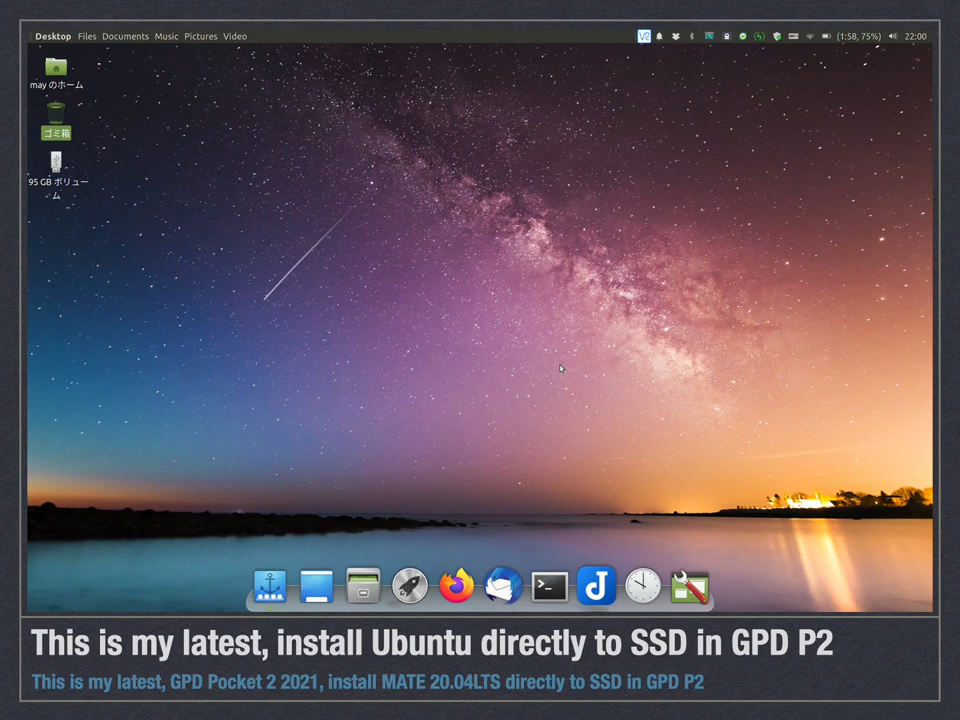 Desktop Files Documents Music Pictures Video
V2 (1:58, 75%) 22:00
may のホーム
ゴミ箱
95 GB ボリュー
ム
This is my latest, install Ubuntu directly to SSD in GPD P2
This is my latest, GPD Pocket 2 2021, install MATE 20.04LTS directly to SSD in GPD P2